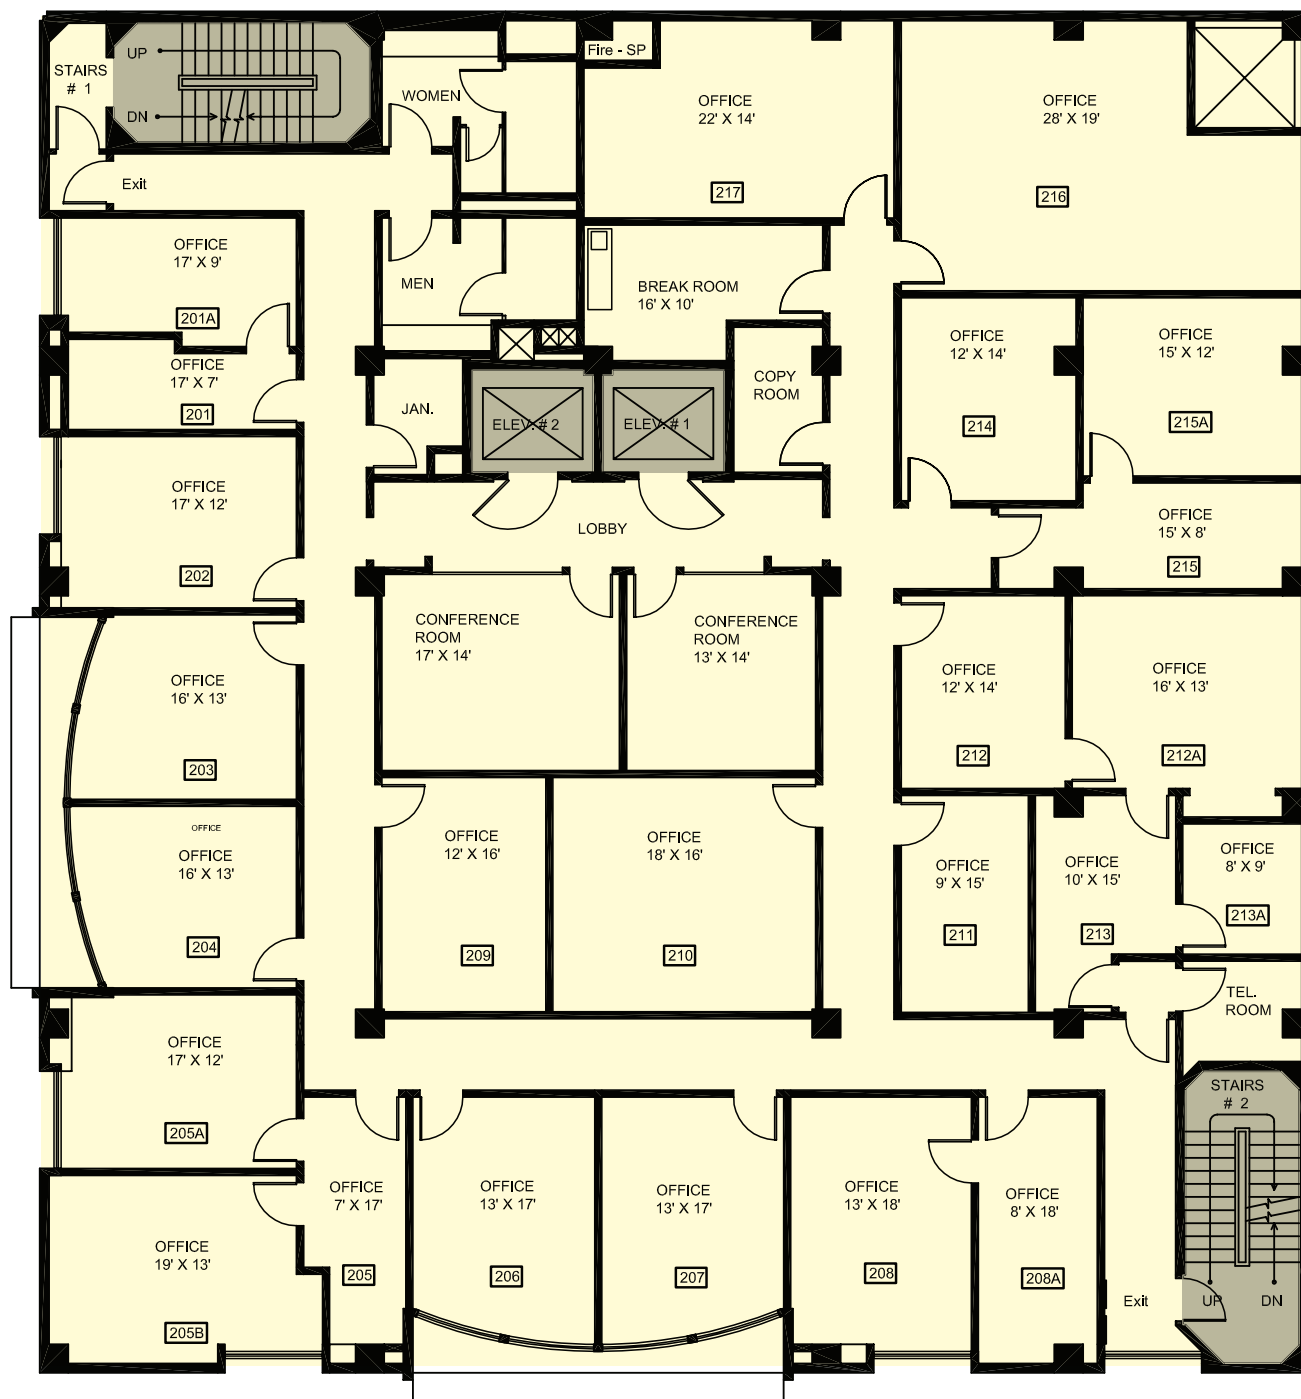 UP
STAIRS
# 1
DN
Exit
WOMEN
Fire - SP
OFFICE
22' X 14'
217
OFFICE
28' X 19'
216
OFFICE
17' X 9'
201A
MEN
BREAK ROOM
16' X 10'
OFFICE
17' X 7'
201
JAN.
ELEV. # 2
ELEV. # 1
COPY
ROOM
OFFICE
12' X 14'
214
OFFICE
15' X 12'
215A
OFFICE
17' X 12'
202
LOBBY
OFFICE
15' X 8'
215
OFFICE
16' X 13'
203
CONFERENCE
ROOM
17' X 14'
CONFERENCE
ROOM
13' X 14'
OFFICE
12' X 14'
212
OFFICE
16' X 13'
212A
OFFICE
OFFICE
16' X 13'
204
OFFICE
12' X 16'
209
OFFICE
18' X 16'
210
OFFICE
9' X 15'
211
OFFICE
10' X 15'
213
OFFICE
8' X 9'
213A
TEL.
ROOM
OFFICE
17' X 12'
205A
STAIRS
# 2
OFFICE
19' X 13'
205B
OFFICE
7' X 17'
205
OFFICE
13' X 17'
206
OFFICE
13' X 17'
207
OFFICE
13' X 18'
208
OFFICE
8' X 18'
208A
Exit
UP
DN